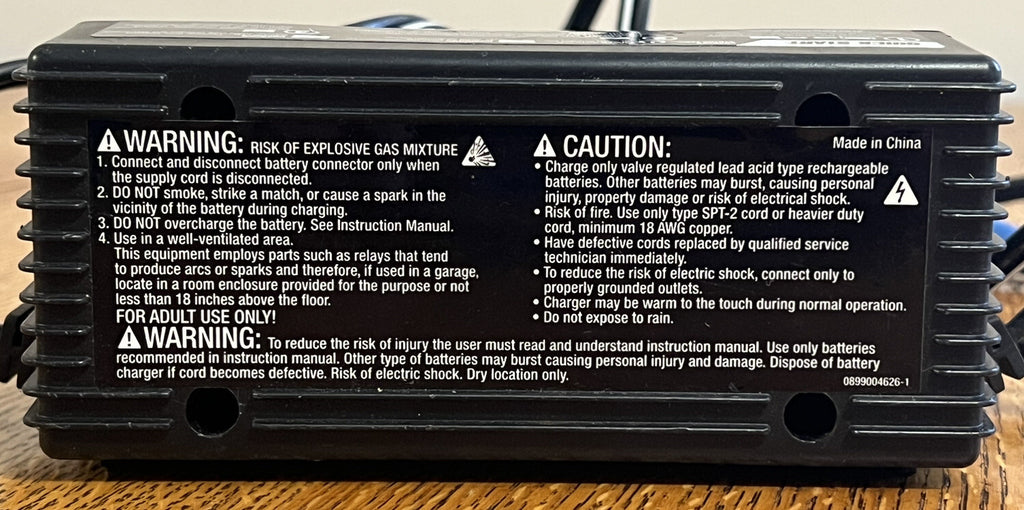 QUICK START
WARNING: RISK OF EXPLOSIVE GAS MIXTURE
1. Connect and disconnect battery connector only when
the supply cord is disconnected.
2. DO NOT smoke, strike a match, or cause a spark in the
vicinity of the battery during charging.
3. DO NOT overcharge the battery. See Instruction Manual.
4. Use in a well-ventilated area.
This equipment employs parts such as relays that tend
to produce arcs or sparks and therefore, if used in a garage,
locate in a room enclosure provided for the purpose or not
less than 18 inches above the floor.
FOR ADULT USE ONLY!
CAUTION:
Made in China
• Charge only valve regulated lead acid type rechargeable
batteries. Other batteries may burst, causing personal
injury, property damage or risk of electrical shock.
• Risk of fire. Use only type SPT-2 cord or heavier duty
cord, minimum 18 AWG copper.
• Have defective cords replaced by qualified service
technician immediately.
• To reduce the risk of electric shock, connect only to
properly grounded outlets.
• Charger may be warm to the touch during normal operation.
• Do not expose to rain.
WARNING: To reduce the risk of injury the user must read and understand instruction manual. Use only batteries
recommended in instruction manual. Other type of batteries may burst causing personal injury and damage. Dispose of battery
charger if cord becomes defective. Risk of electric shock. Dry location only.
0899004626-1